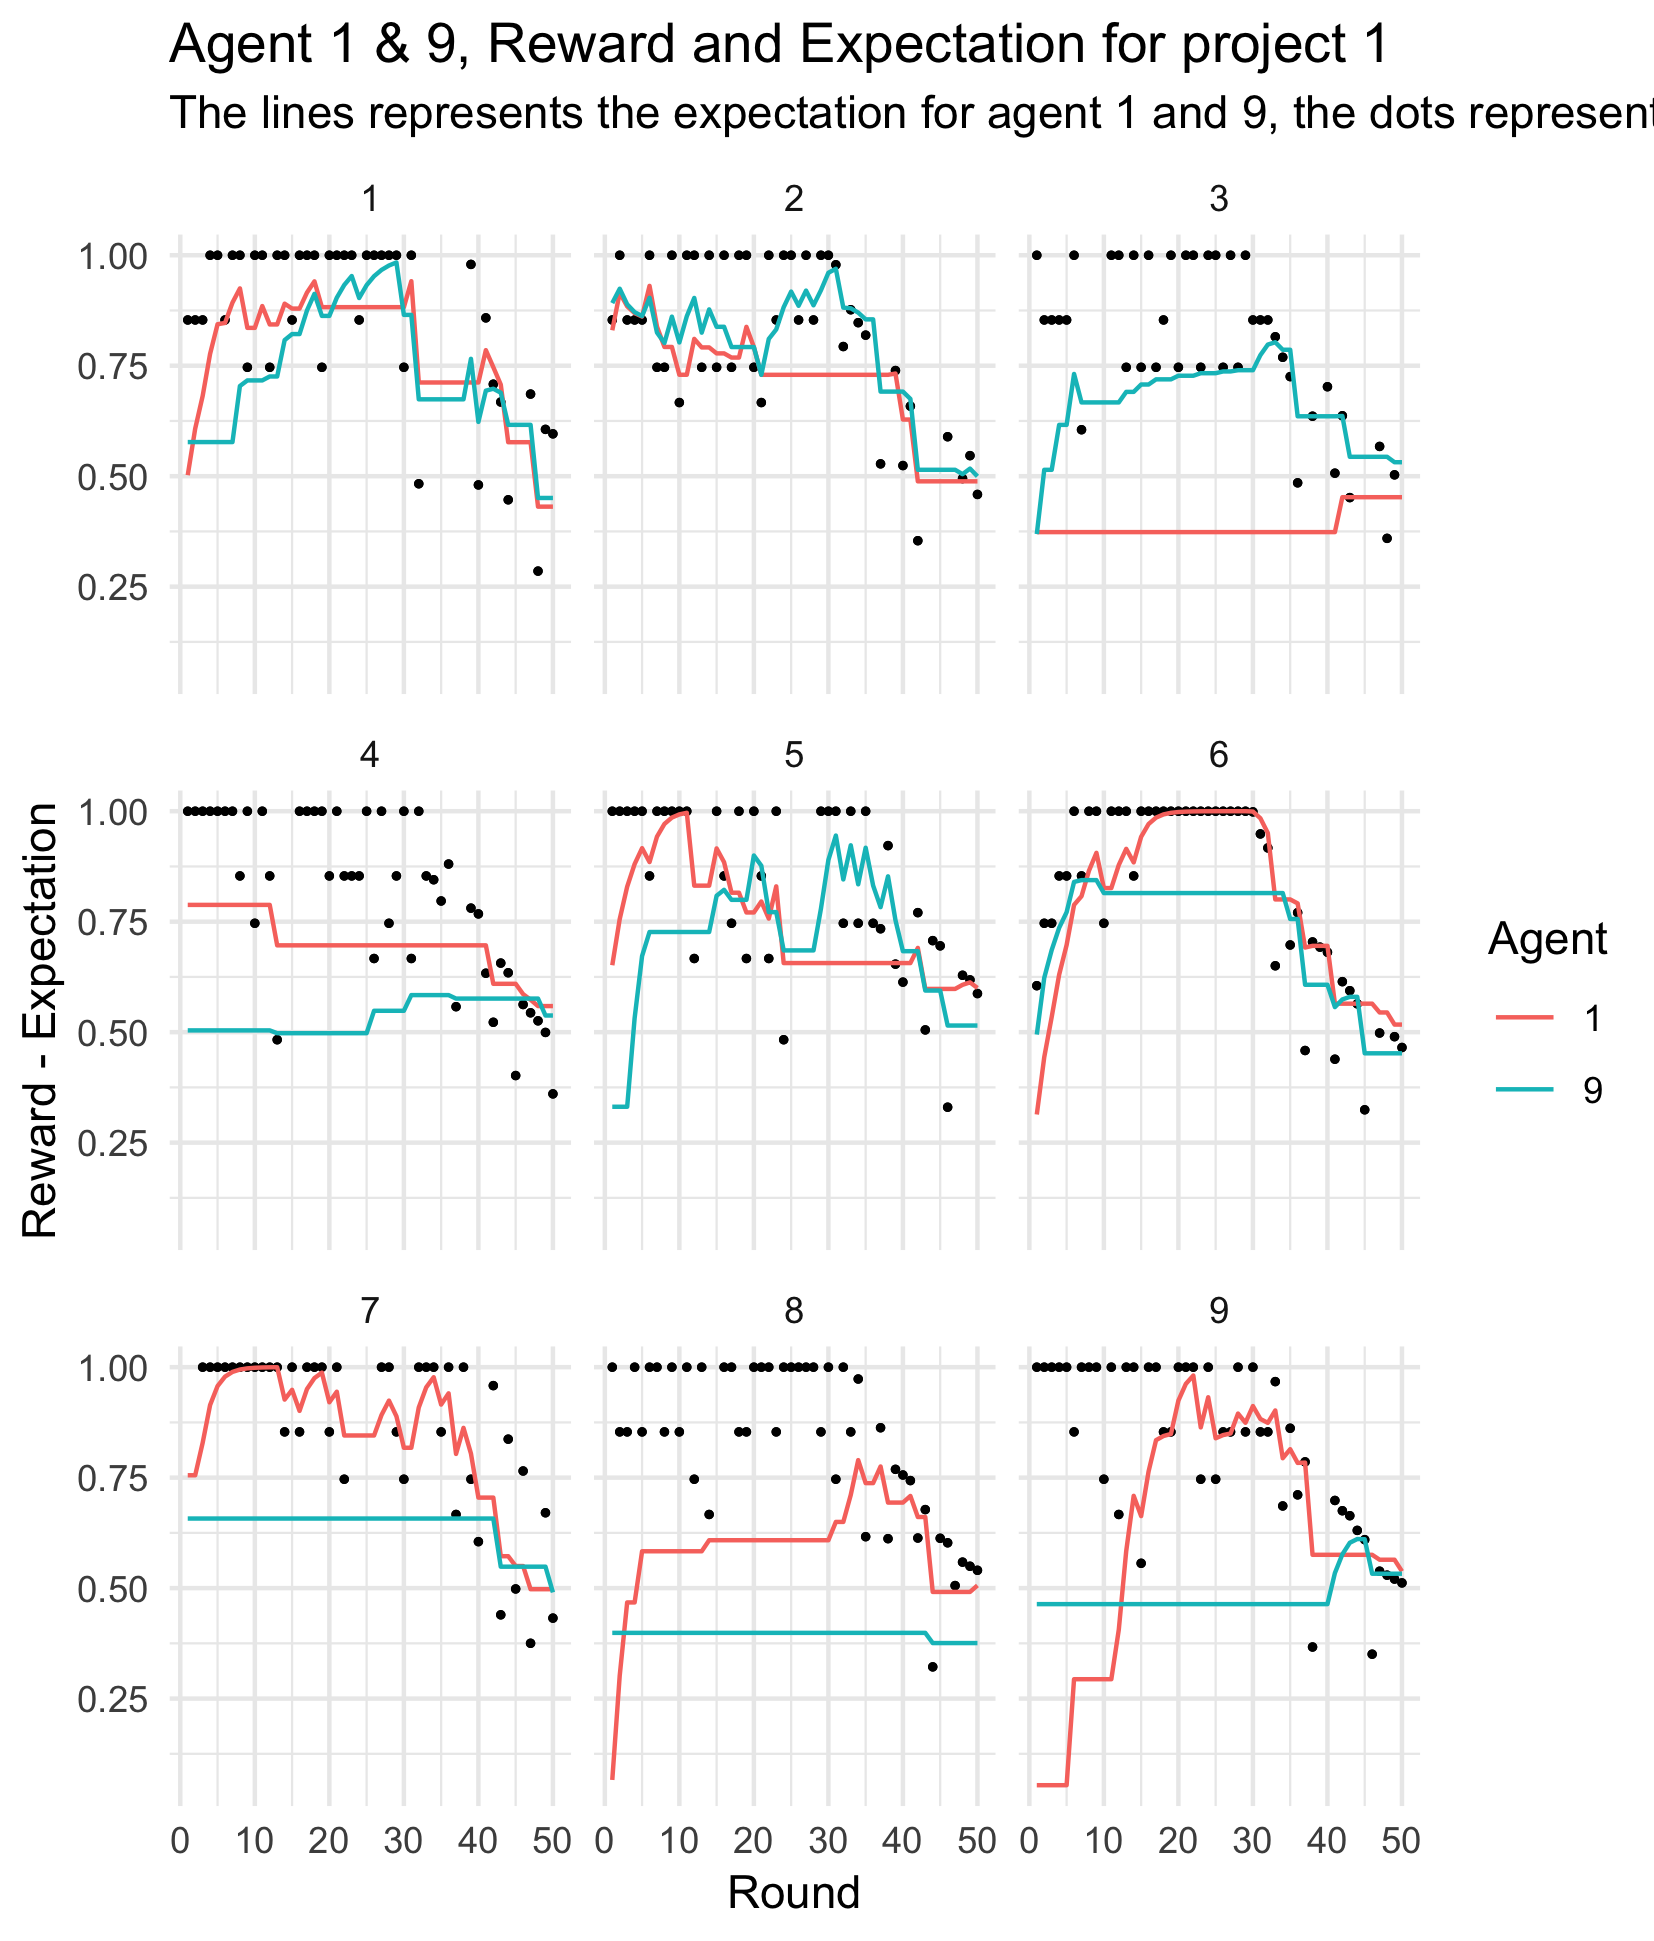 Agent 1 & 9, Reward and Expectation for project 1
The lines represents the expectation for agent 1 and 9, the dots represent
1 2 3
1.00
0.75
0.50
0.25
4 5 6
1.00
0.75
0.50
0.25
Reward - Expectation
Agent
1
9
7 8 9
1.00
0.75
0.50
0.25
0 10 20 30 40 50 0 10 20 30 40 50 0 10 20 30 40 50
Round